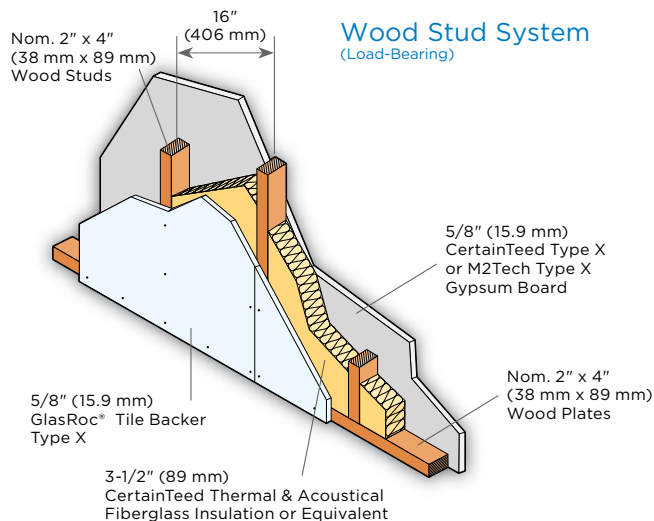 16"
(406 mm)
Wood Stud System
(Load-Bearing)
Nom. 2" x 4"
(38 mm x 89 mm)
Wood Studs
5/8" (15.9 mm)
CertainTeed Type X
or M2Tech Type X
Gypsum Board
Nom. 2" x 4"
(38 mm x 89 mm)
Wood Plates
5/8" (15.9 mm)
GlasRoc® Tile Backer
Type X
3-1/2" (89 mm)
CertainTeed Thermal & Acoustical
Fiberglass Insulation or Equivalent